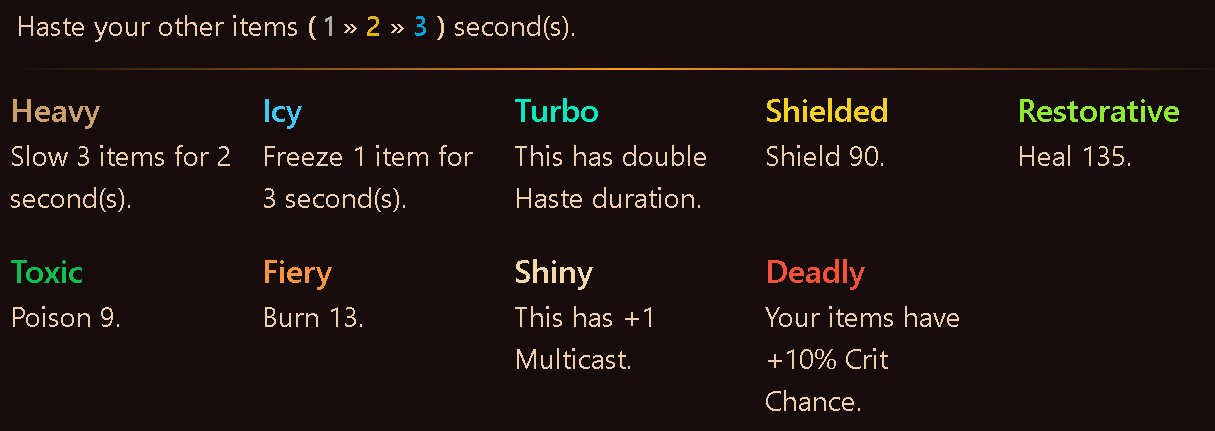 Haste your other items ( 1 » 2 » 3 ) second(s).
Heavy
Slow 3 items for 2
second(s).
Icy
Freeze 1 item for
3 second(s).
Turbo
This has double
Haste duration.
Shielded
Shield 90.
Restorative
Heal 135.
Toxic
Poison 9.
Fiery
Burn 13.
Shiny
This has +1
Multicast.
Deadly
Your items have
+10% Crit
Chance.